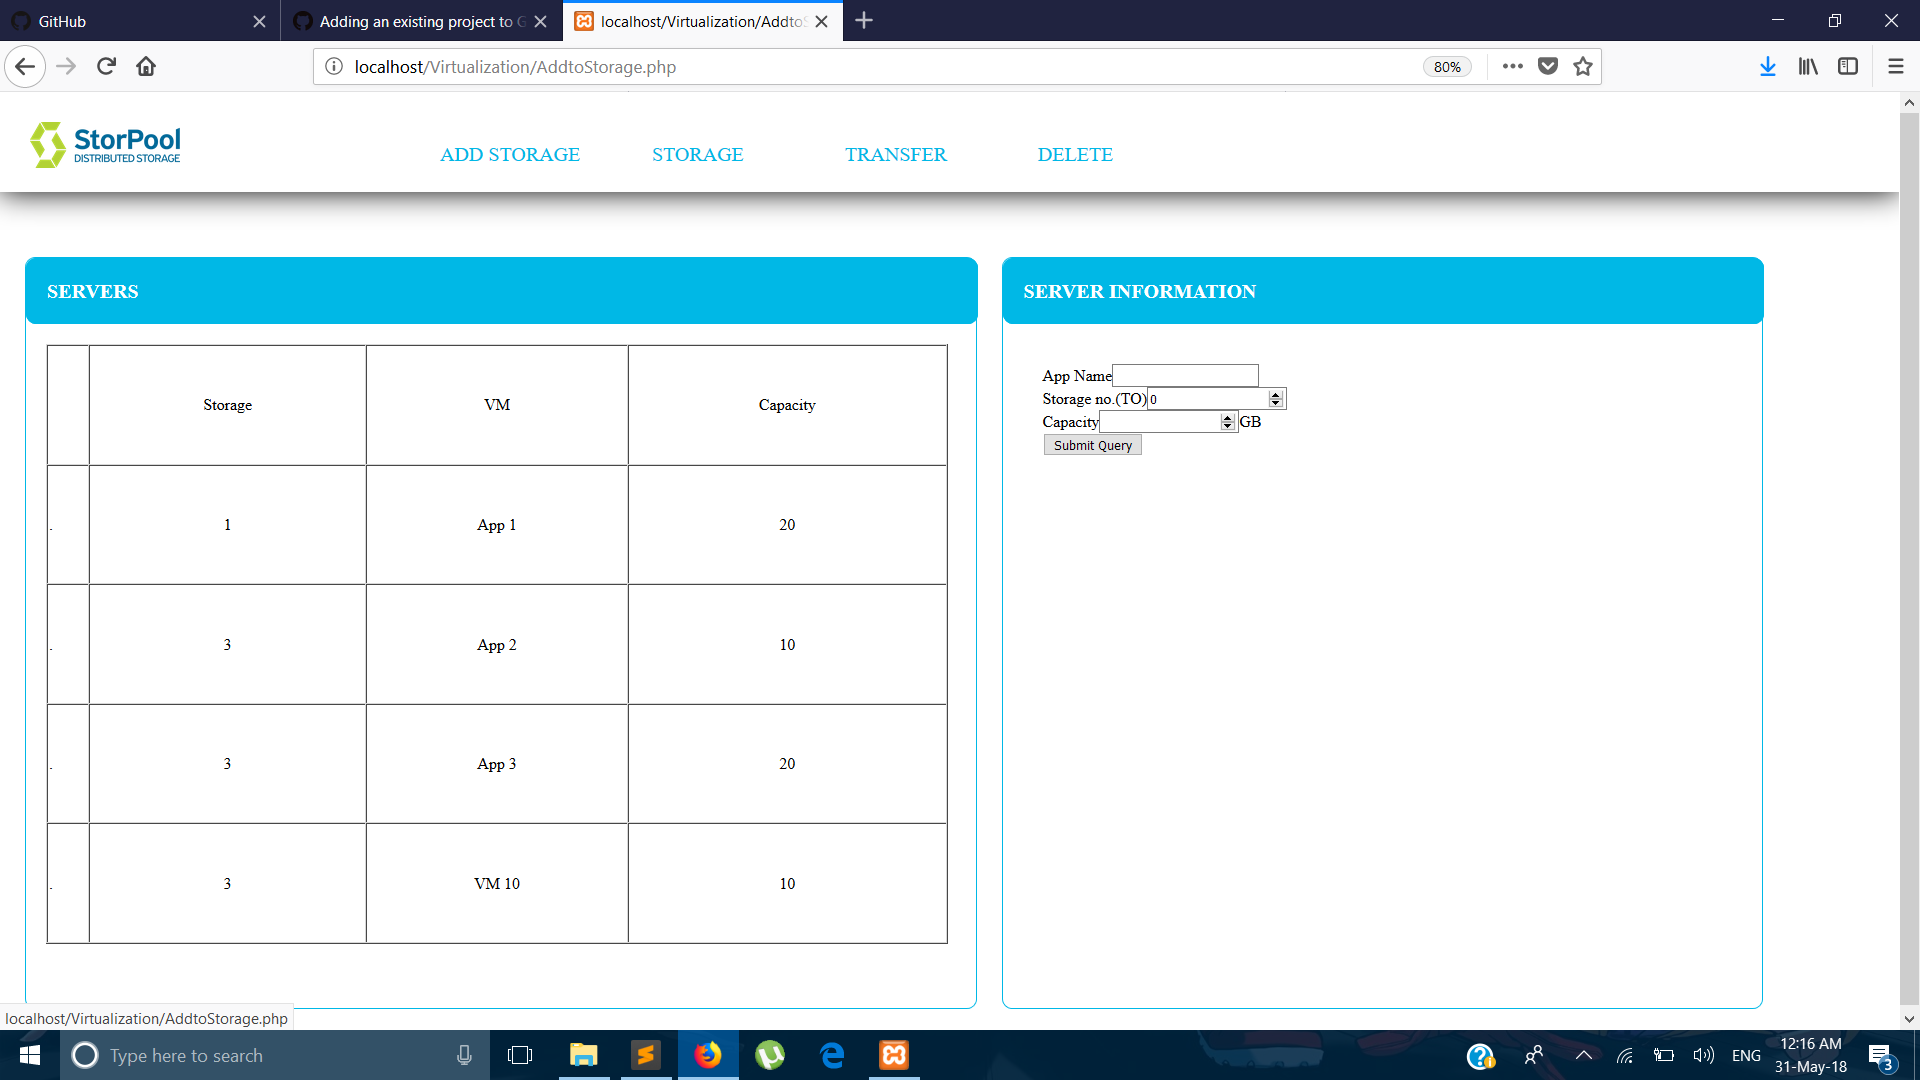 GitHub
Adding an existing project to G
localhost/Virtualization/AddtoS
localhost/Virtualization/AddtoStorage.php
80%
StorPool
DISTRIBUTED STORAGE
ADD STORAGE
STORAGE
TRANSFER
DELETE
SERVERS
Storage VM Capacity
. 1 App 1 20
. 3 App 2 10
. 3 App 3 20
. 3 VM 10 10
SERVER INFORMATION
App Name
Storage no.(TO) 0
Capacity GB
Submit Query
localhost/Virtualization/AddtoStorage.php
Type here to search
ENG
12:16 AM
31-May-18
3